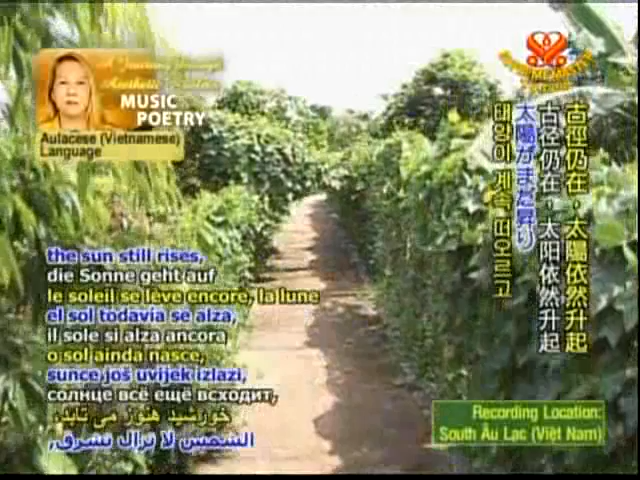 A Journey through
Aesthetic Realms
MUSIC
POETRY
Aulacese (Vietnamese)
Language
SUPREME MASTER
TELEVISION
古徑仍在，太陽依然升起
古径仍在，太阳依然升起
太陽がまだ昇り
태양이 계속 떠오르고
the sun still rises,
die Sonne geht auf
le soleil se lève encore, la lune
el sol todavía se alza,
il sole si alza ancora
o sol ainda nasce,
sunce još uvijek izlazi,
солнце всё ещё всходит,
خورشید هنوز می تابد،
الشمس لا تزال تشرق,
Recording Location:
South Âu Lạc (Việt Nam)